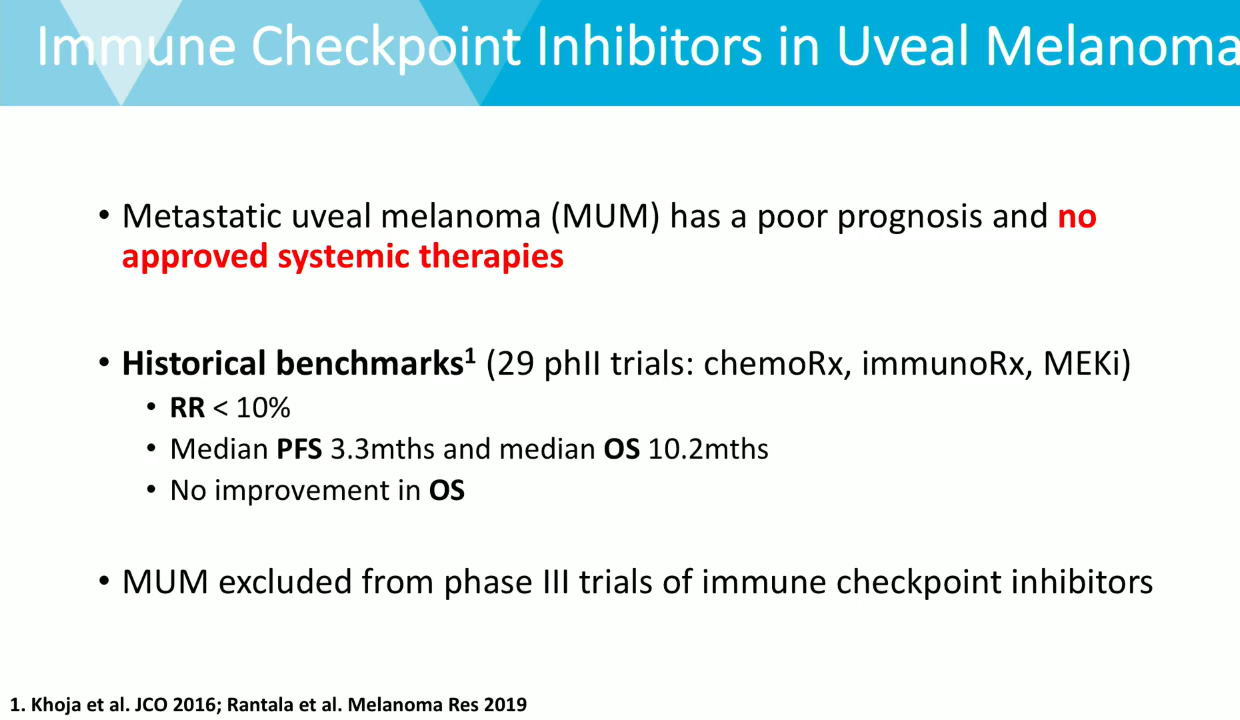 Immune Checkpoint Inhibitors in Uveal Melanoma
• Metastatic uveal melanoma (MUM) has a poor prognosis and no
approved systemic therapies
• Historical benchmarks¹ (29 phII trials: chemoRx, immunoRx, MEKi)
• RR < 10%
• Median PFS 3.3mths and median OS 10.2mths
• No improvement in OS
• MUM excluded from phase III trials of immune checkpoint inhibitors
1. Khoja et al. JCO 2016; Rantala et al. Melanoma Res 2019